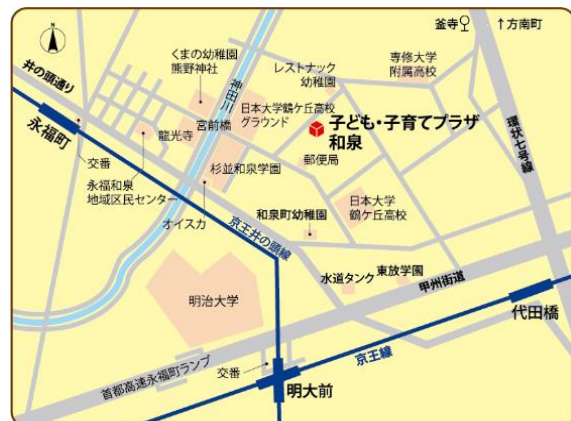 釜寺
↑方南町
井の頭通り
くまの幼稚園
熊野神社
神田川
レストナック
幼稚園
専修大学
附属高校
永福町
日本大学鶴ケ丘高校
グラウンド
子ども・子育てプラザ
和泉
環状七号線
龍光寺
宮前橋
郵便局
交番
杉並和泉学園
永福和泉
地域区民センター
日本大学
鶴ケ丘高校
オイスカ
和泉町幼稚園
京王井の頭線
水道タンク
東放学園
甲州街道
明治大学
代田橋
交番
京王線
首都高速永福町ランプ
明大前